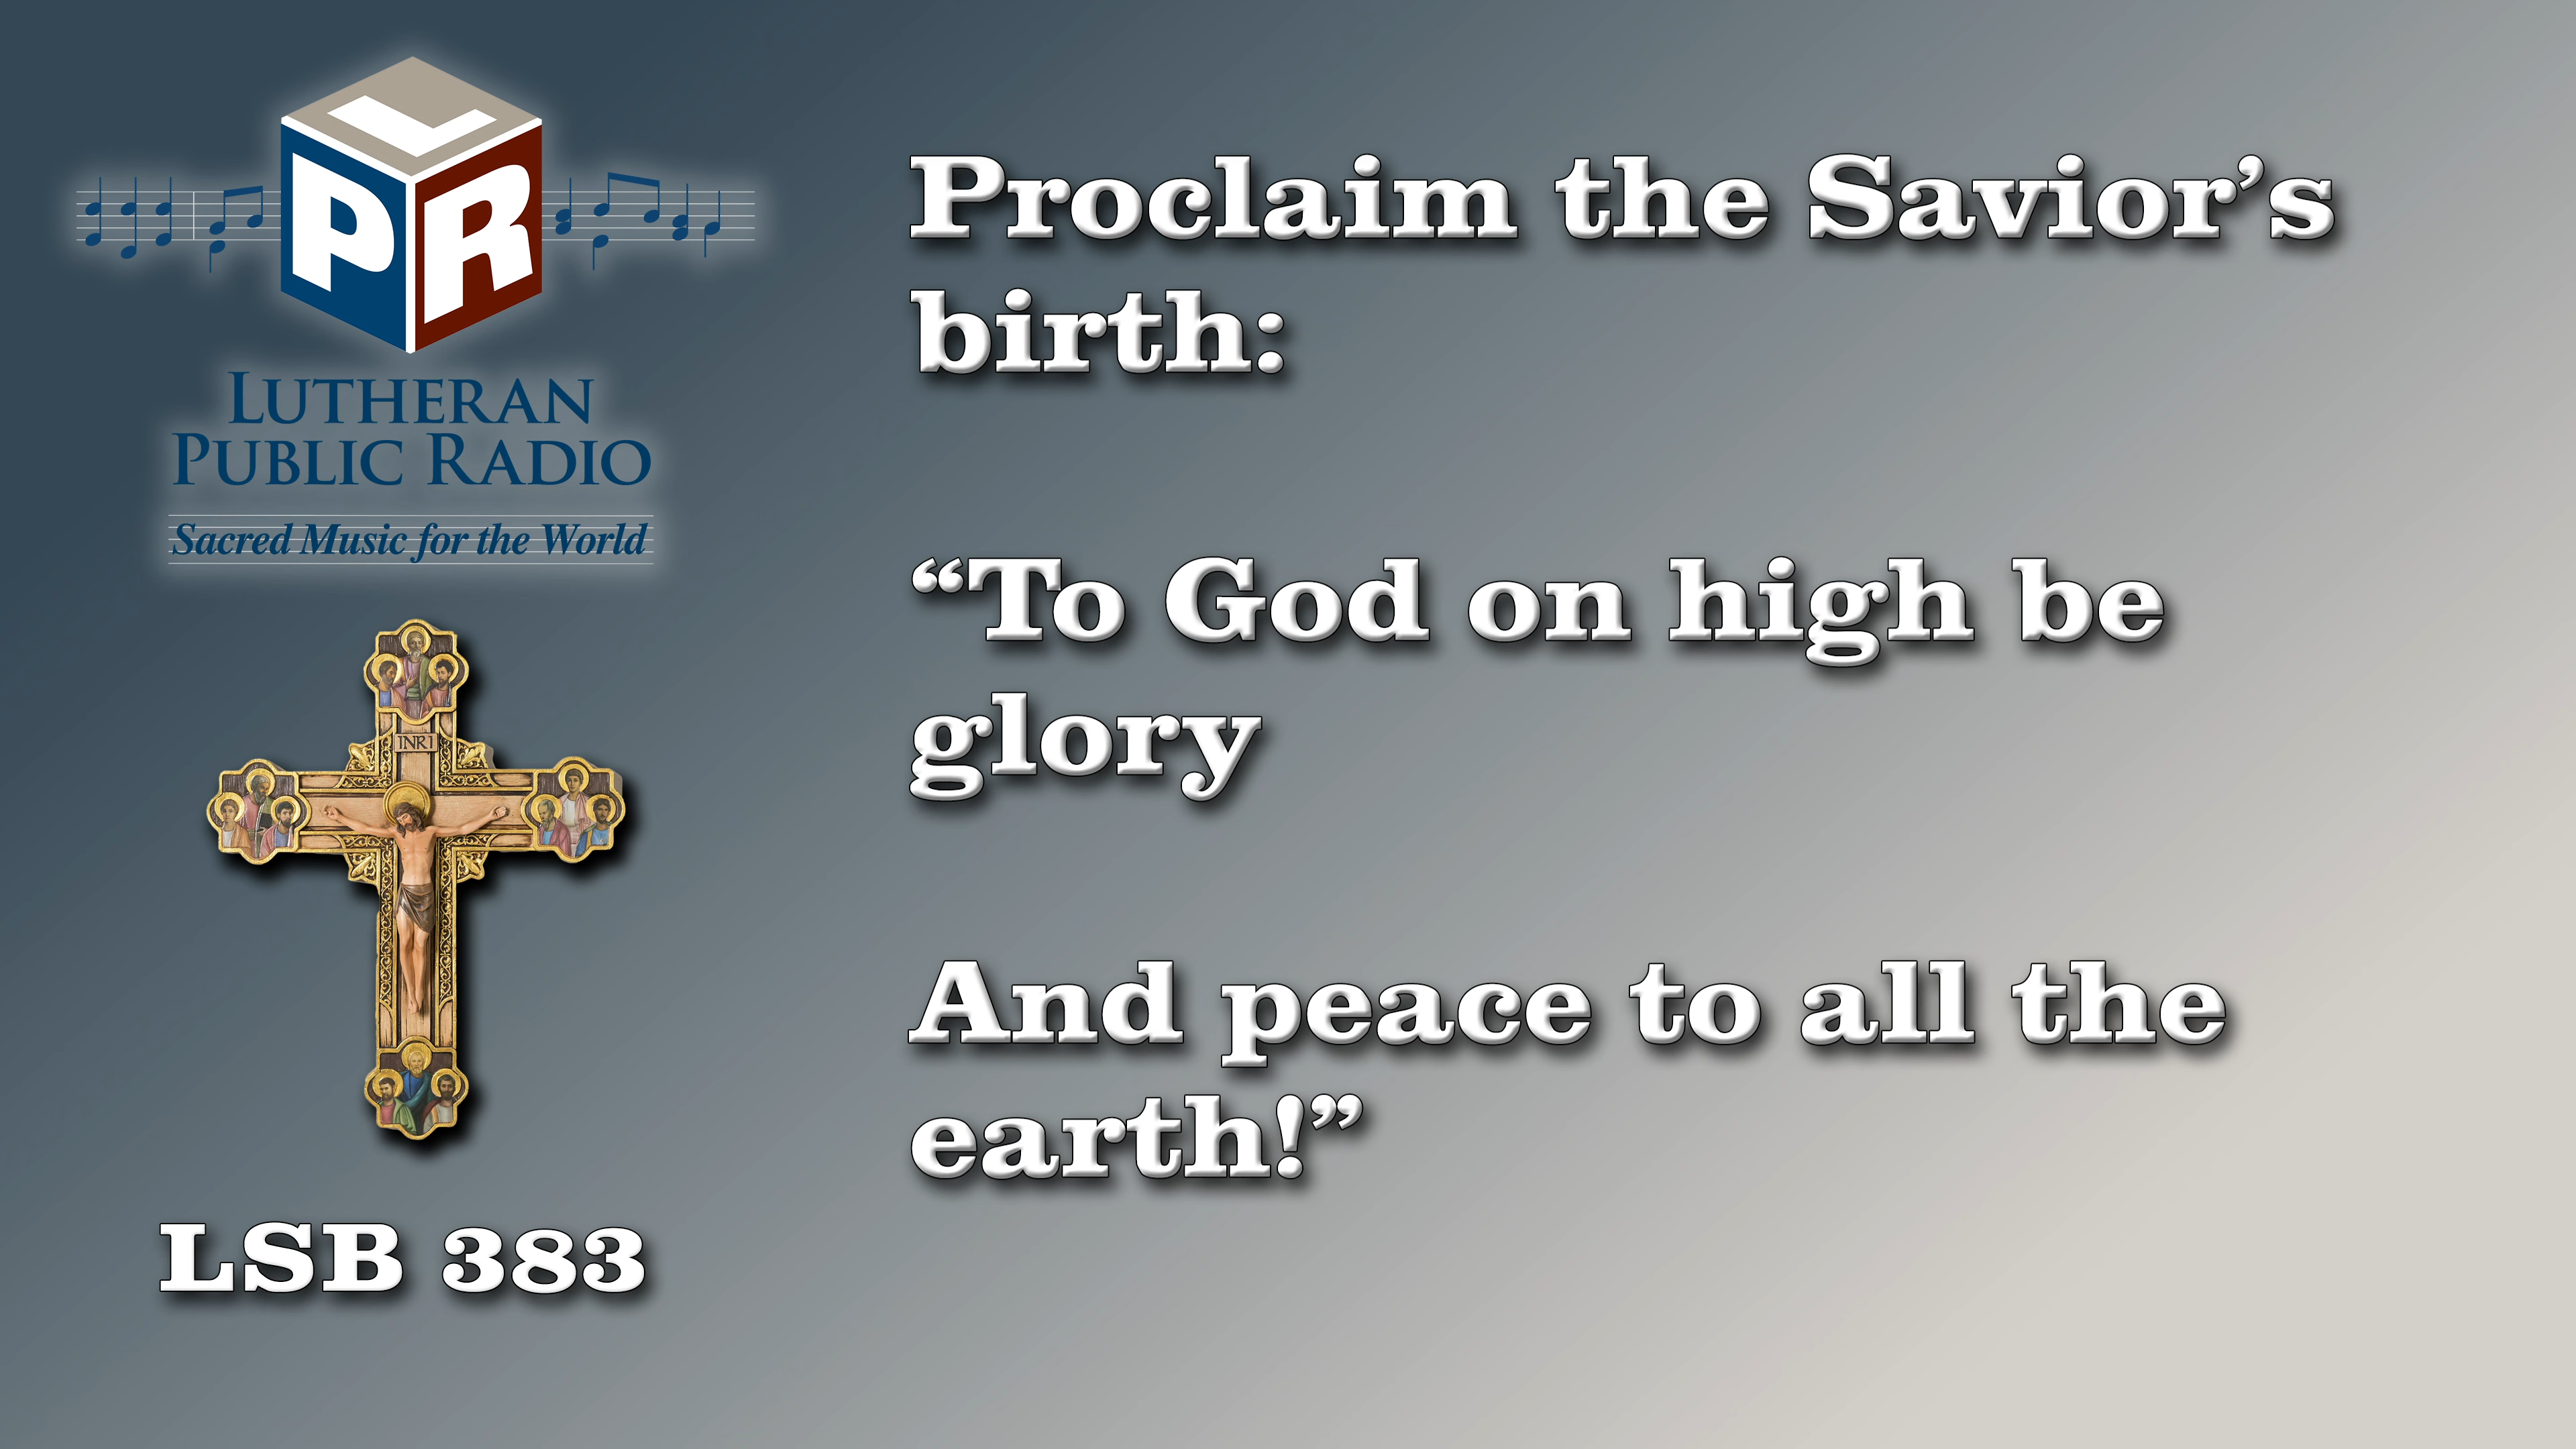 L
P R
LUTHERAN
PUBLIC RADIO
Sacred Music for the World
INRI
LSB 383
Proclaim the Savior’s
birth:
“To God on high be
glory
And peace to all the
earth!”